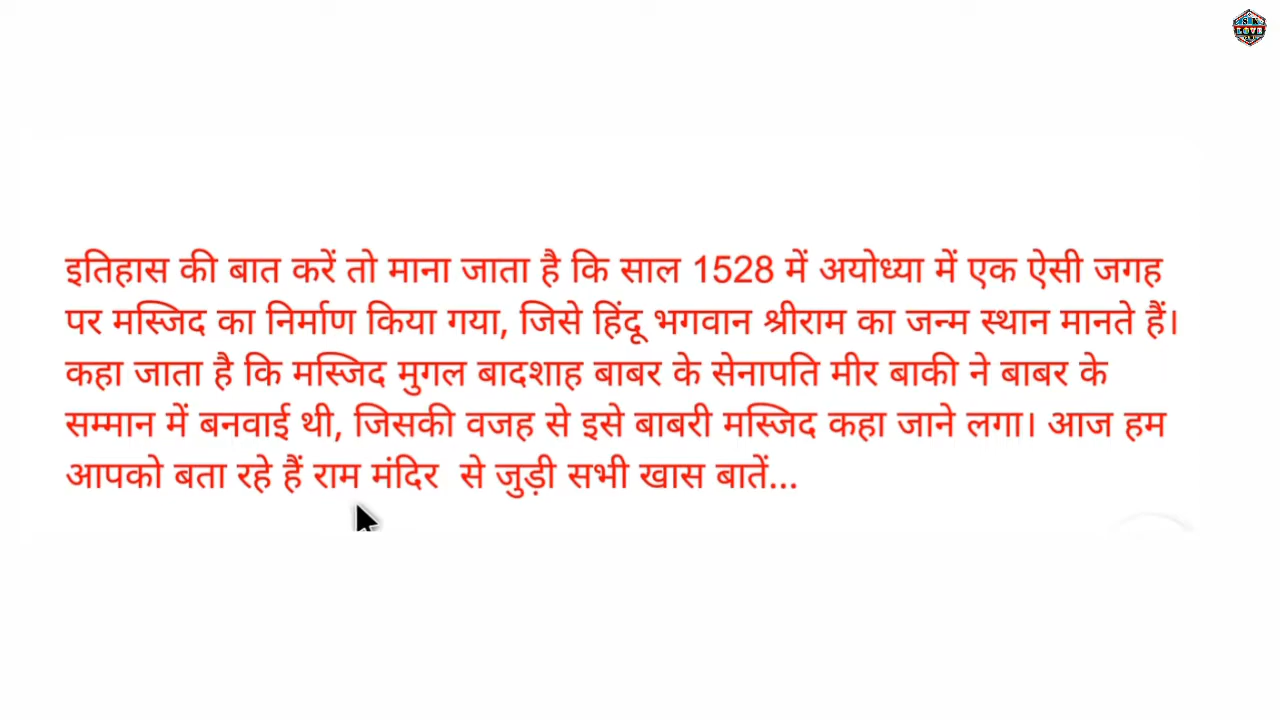 इतिहास की बात करें तो माना जाता है कि साल 1528 में अयोध्या में एक ऐसी जगह
पर मस्जिद का निर्माण किया गया, जिसे हिंदू भगवान श्रीराम का जन्म स्थान मानते हैं।
कहा जाता है कि मस्जिद मुगल बादशाह बाबर के सेनापति मीर बाकी ने बाबर के
सम्मान में बनवाई थी, जिसकी वजह से इसे बाबरी मस्जिद कहा जाने लगा। आज हम
आपको बता रहे हैं राम मंदिर से जुड़ी सभी खास बातें...
LOVE